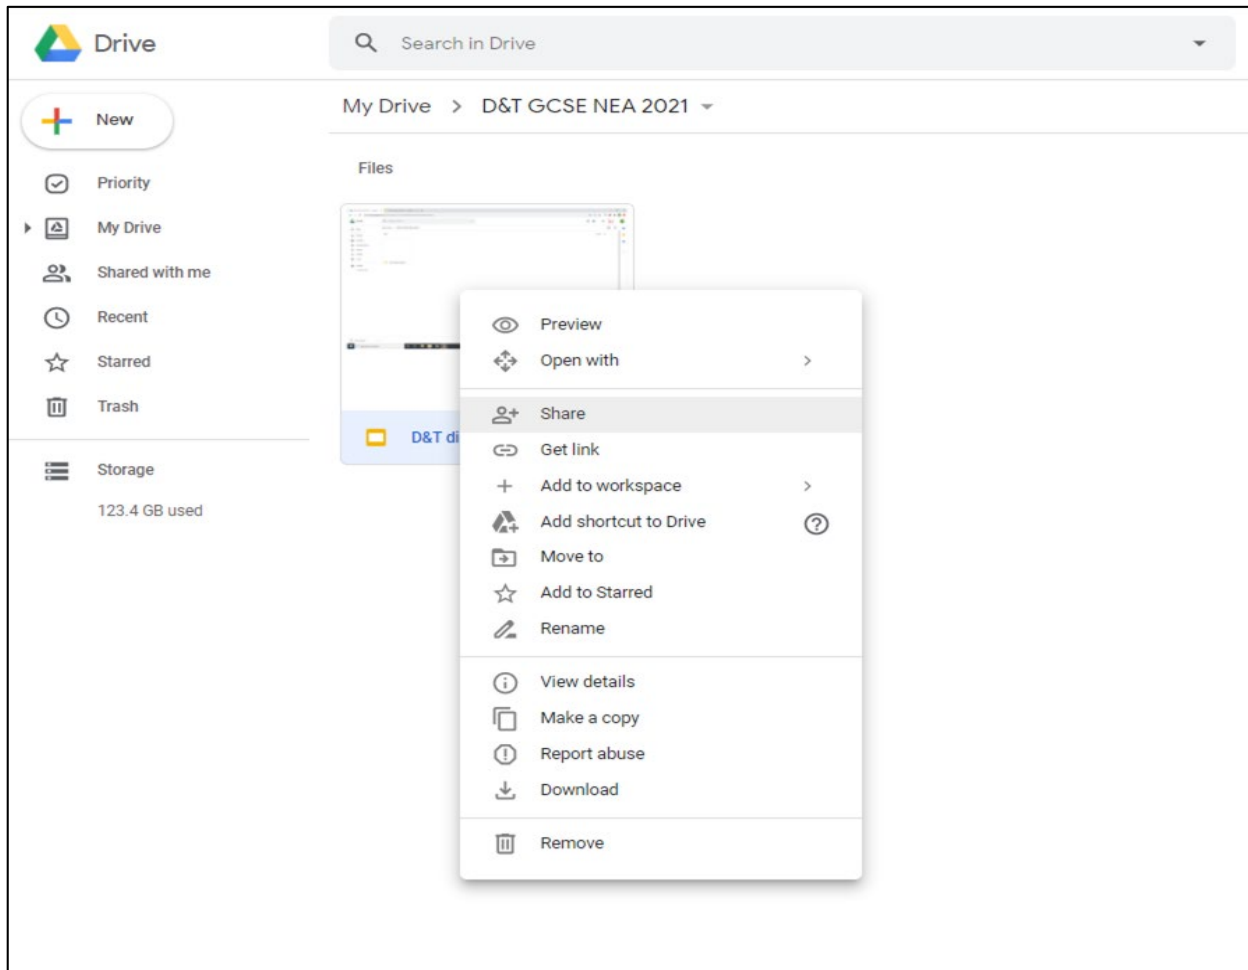 Drive
Search in Drive
New
My Drive > D&T GCSE NEA 2021
Priority
My Drive
Shared with me
Recent
Starred
Trash
Storage
123.4 GB used
Files
D&T di
Preview
Open with
Share
Get link
Add to workspace
Add shortcut to Drive
Move to
Add to Starred
Rename
View details
Make a copy
Report abuse
Download
Remove